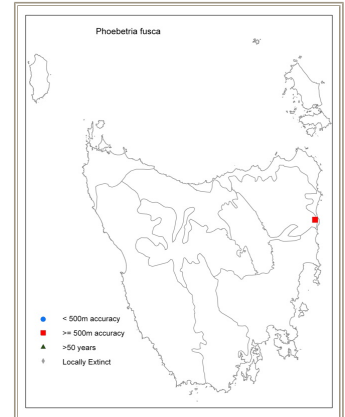 Phoebetria fusca
< 500m accuracy
>= 500m accuracy
>50 years
Locally Extinct